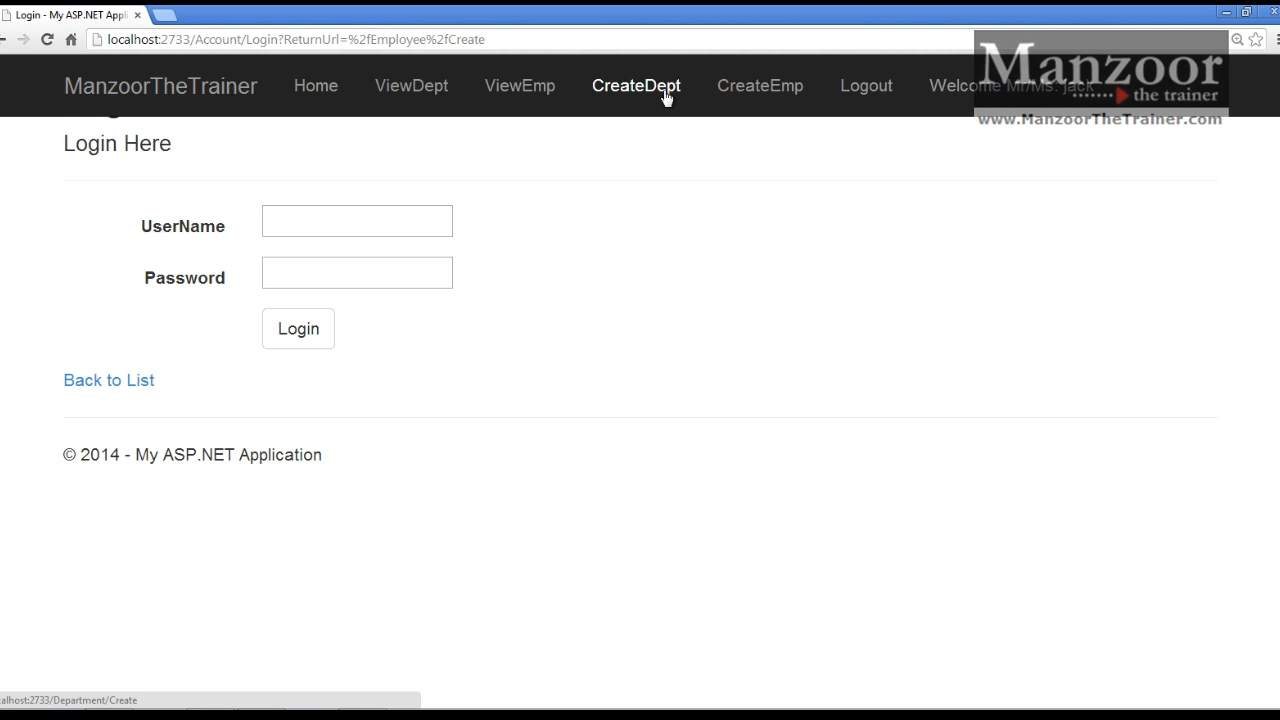 Login - My ASP.NET Appli
localhost:2733/Account/Login?ReturnUrl=%2fEmployee%2fCreate
ManzoorTheTrainer Home ViewDept ViewEmp CreateDept CreateEmp Logout Welcome Mr/Ms. jack
Manzoor
the trainer
www.ManzoorTheTrainer.com
Login Here
UserName
Password
Login
Back to List
© 2014 - My ASP.NET Application
calhost:2733/Department/Create